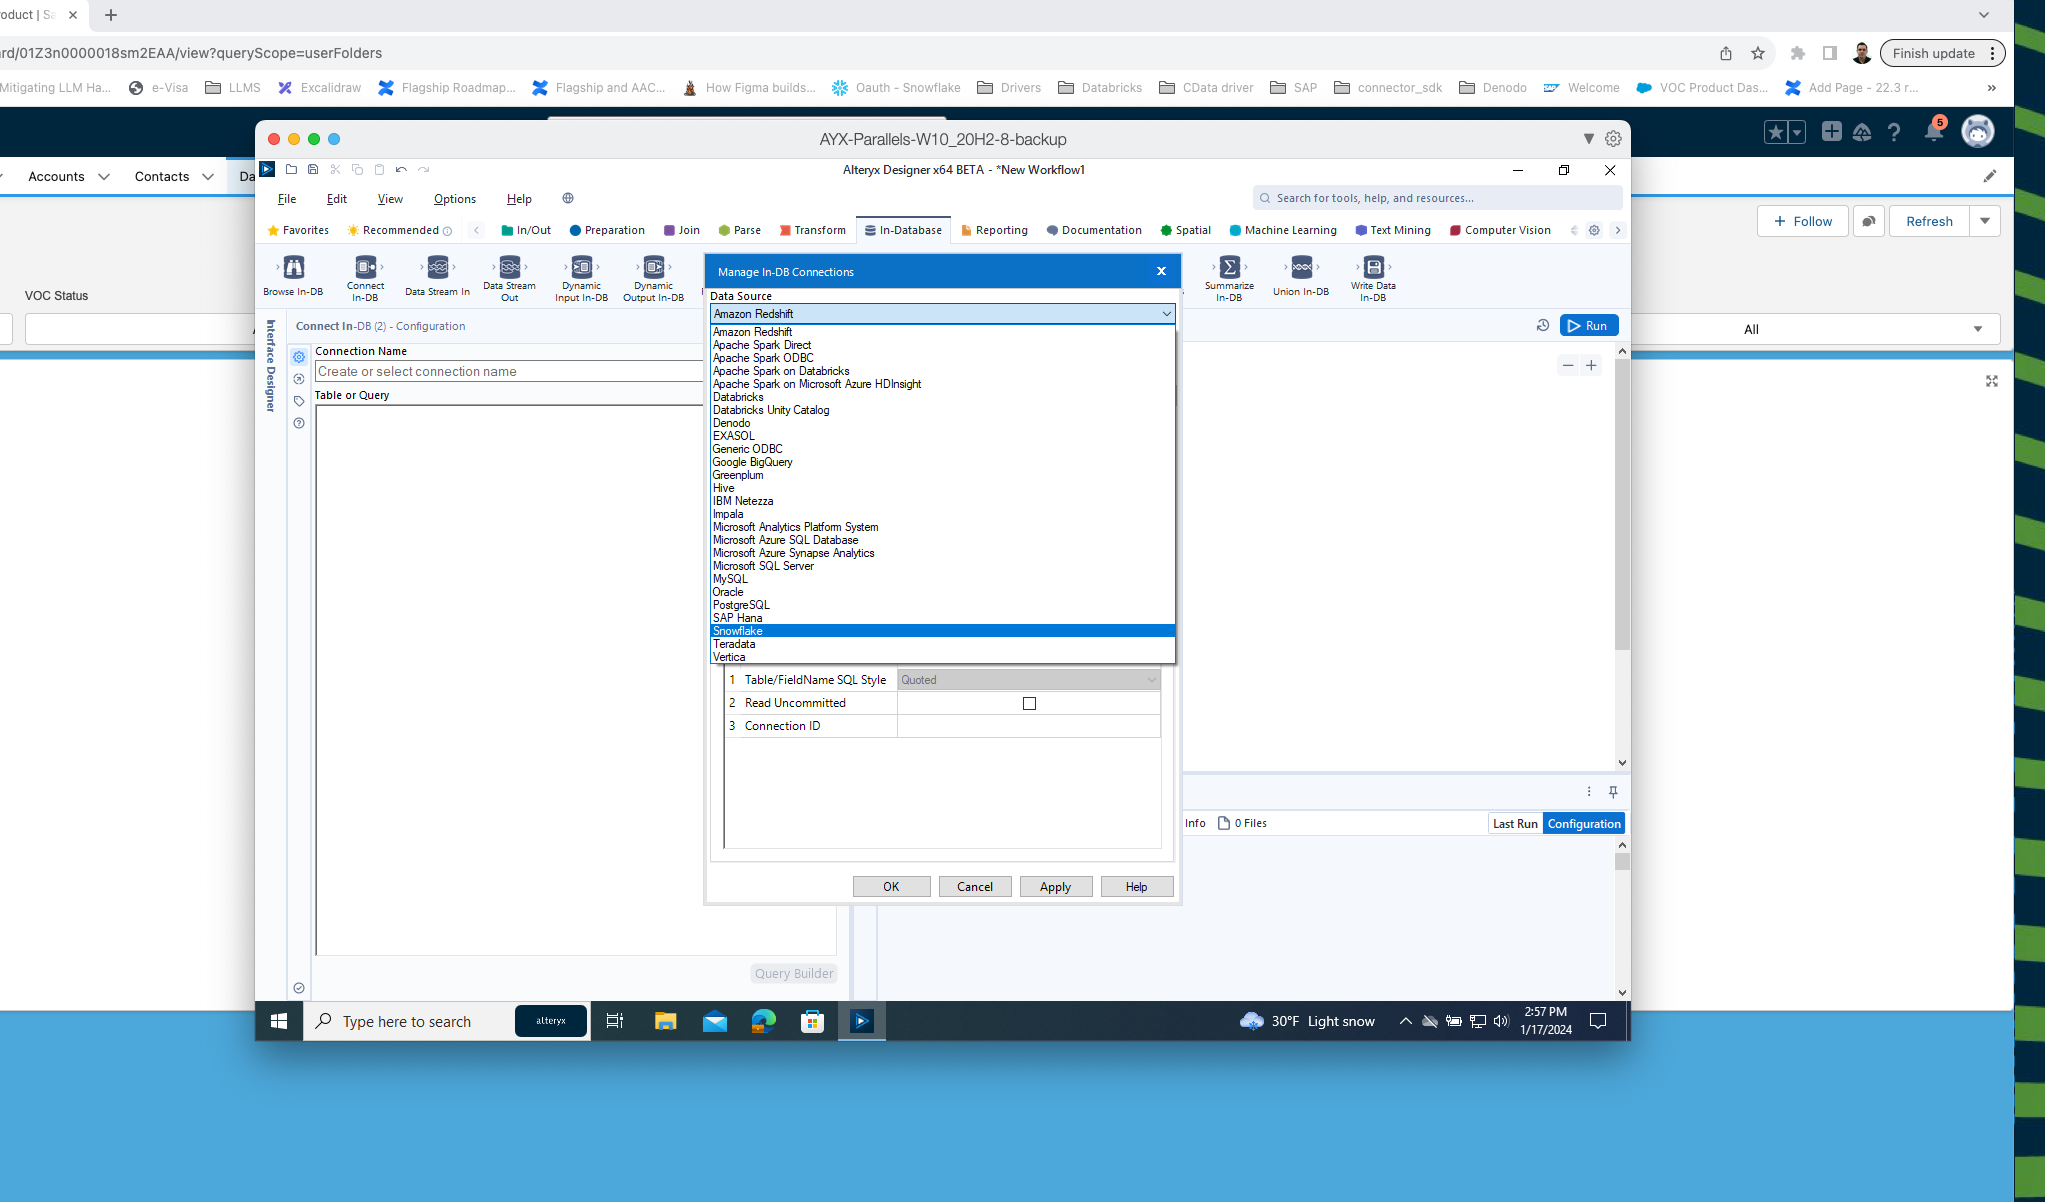 oduct | Sa
rd/01Z3n0000018sm2EAA/view?queryScope=userFolders
Finish update
Mitigating LLM Ha...
e-Visa
LLMS
Excalidraw
Flagship Roadmap...
Flagship and AAC...
How Figma builds...
Oauth - Snowflake
Drivers
Databricks
CData driver
SAP
connector_sdk
Denodo
Welcome
VOC Product Das...
Add Page - 22.3 r...
»
5
AYX-Parallels-W10_20H2-8-backup
Accounts
Contacts
Da
Alteryx Designer x64 BETA - *New Workflow1
File
Edit
View
Options
Help
Search for tools, help, and resources...
+ Follow
Refresh
Favorites
Recommended
In/Out
Preparation
Join
Parse
Transform
In-Database
Reporting
Documentation
Spatial
Machine Learning
Text Mining
Computer Vision
Browse In-DB
Connect
In-DB
Data Stream In
Data Stream
Out
Dynamic
Input In-DB
Dynamic
Output In-DB
Summarize
In-DB
Union In-DB
Write Data
In-DB
VOC Status
All
Interface Designer
Connect In-DB (2) - Configuration
Run
Connection Name
Create or select connection name
Table or Query
Manage In-DB Connections
Data Source
Amazon Redshift
Amazon Redshift
Apache Spark Direct
Apache Spark ODBC
Apache Spark on Databricks
Apache Spark on Microsoft Azure HDInsight
Databricks
Databricks Unity Catalog
Denodo
EXASOL
Generic ODBC
Google BigQuery
Greenplum
Hive
IBM Netezza
Impala
Microsoft Analytics Platform System
Microsoft Azure SQL Database
Microsoft Azure Synapse Analytics
Microsoft SQL Server
MySQL
Oracle
PostgreSQL
SAP Hana
Snowflake
Teradata
Vertica
1 Table/FieldName SQL Style Quoted
2 Read Uncommitted
3 Connection ID
OK
Cancel
Apply
Help
Info
0 Files
Last Run
Configuration
Query Builder
Type here to search
alteryx
30°F Light snow
2:57 PM
1/17/2024